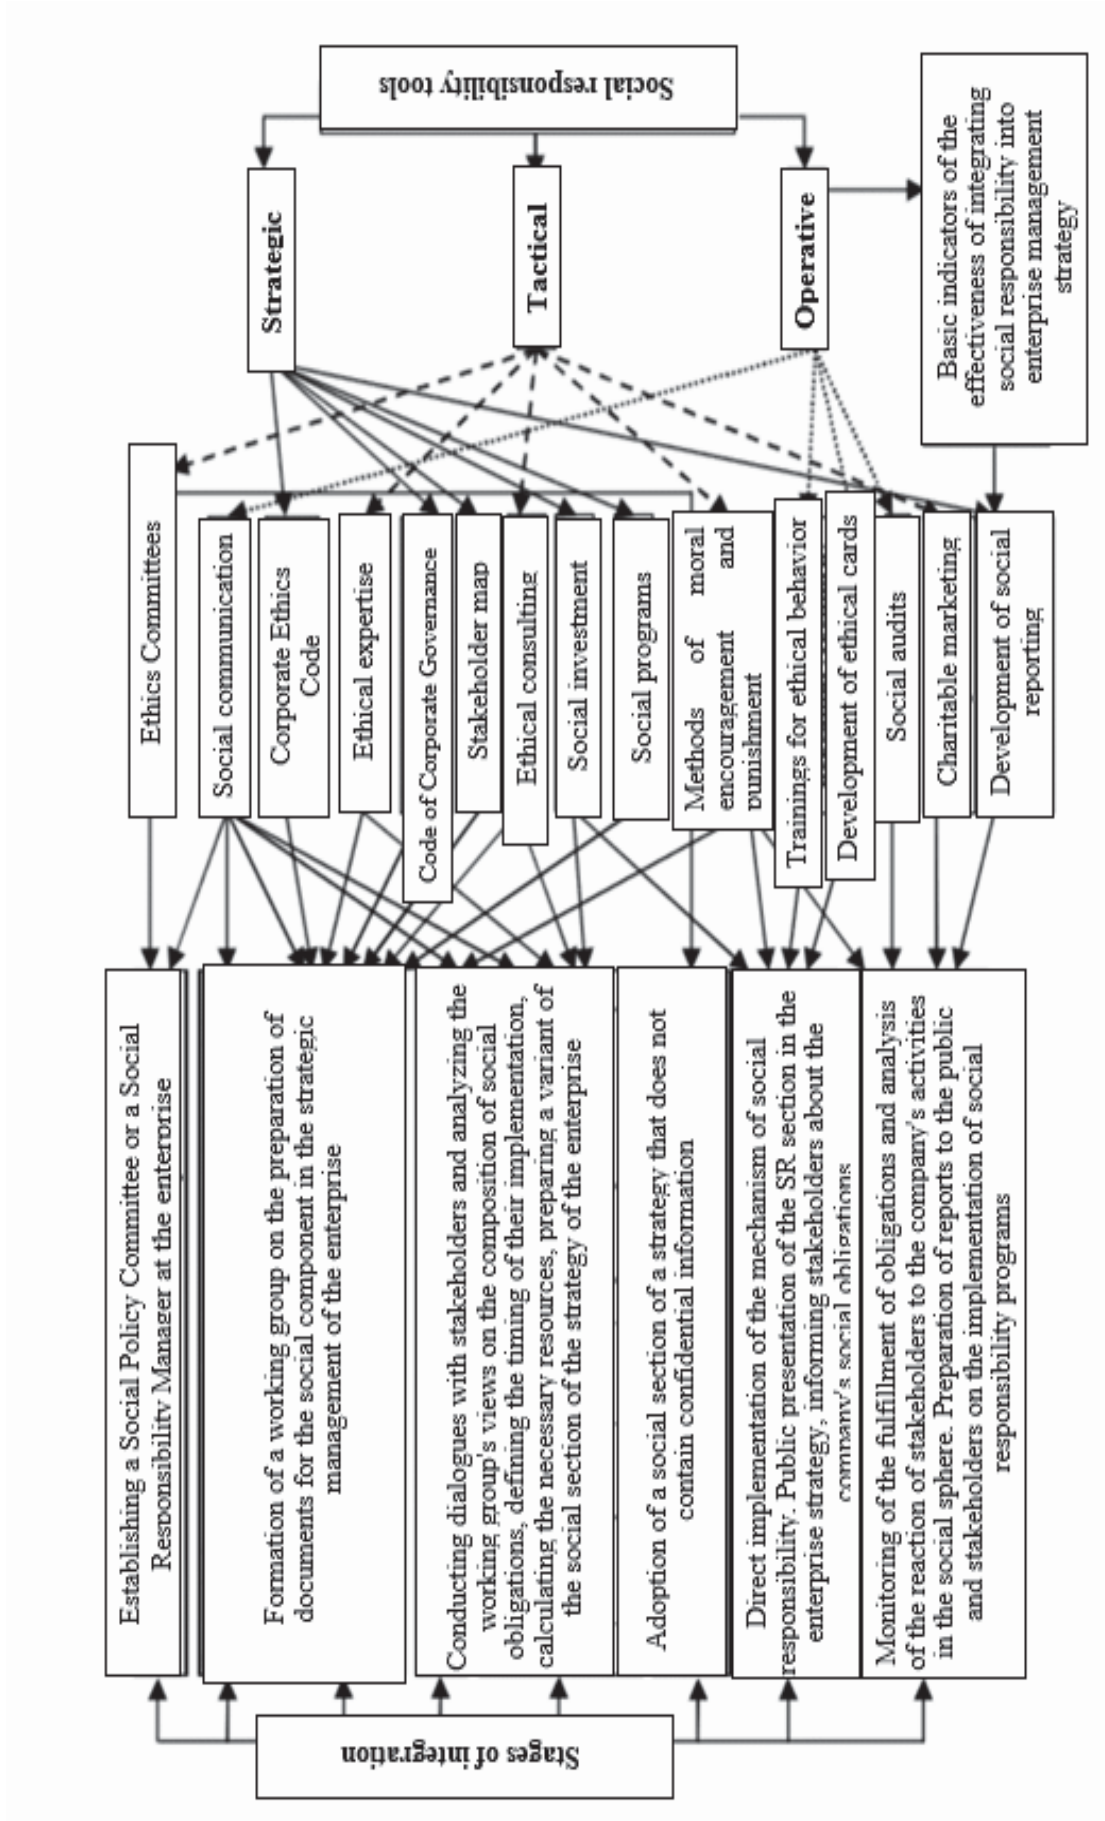 Social responsibility tools
Strategic
Tactical
Operative
Basic indicators of the
effectiveness of integrating
social responsibility into
enterprise management
strategy
Ethics Committees
Social communication
Corporate Ethics
Code
Ethical expertise
Code of Corporate Governance
Stakeholder map
Ethical consulting
Social investment
Social programs
Methods of moral
encouragement and
punishment
Trainings for ethical behavior
Development of ethical cards
Social audits
Charitable marketing
Development of social
reporting
Establishing a Social Policy Committee or a Social
Responsibility Manager at the enterprise
Formation of a working group on the preparation of
documents for the social component in the strategic
management of the enterprise
Conducting dialogues with stakeholders and analyzing the
working group's views on the composition of social
obligations, defining the timing of their implementation,
calculating the necessary resources, preparing a variant of
the social section of the strategy of the enterprise
Adoption of a social section of a strategy that does not
contain confidential information
Direct implementation of the mechanism of social
responsibility. Public presentation of the SR section in the
enterprise strategy, informing stakeholders about the
company's social obligations
Monitoring of the fulfillment of obligations and analysis
of the reaction of stakeholders to the company's activities
in the social sphere. Preparation of reports to the public
and stakeholders on the implementation of social
responsibility programs
Stages of integration